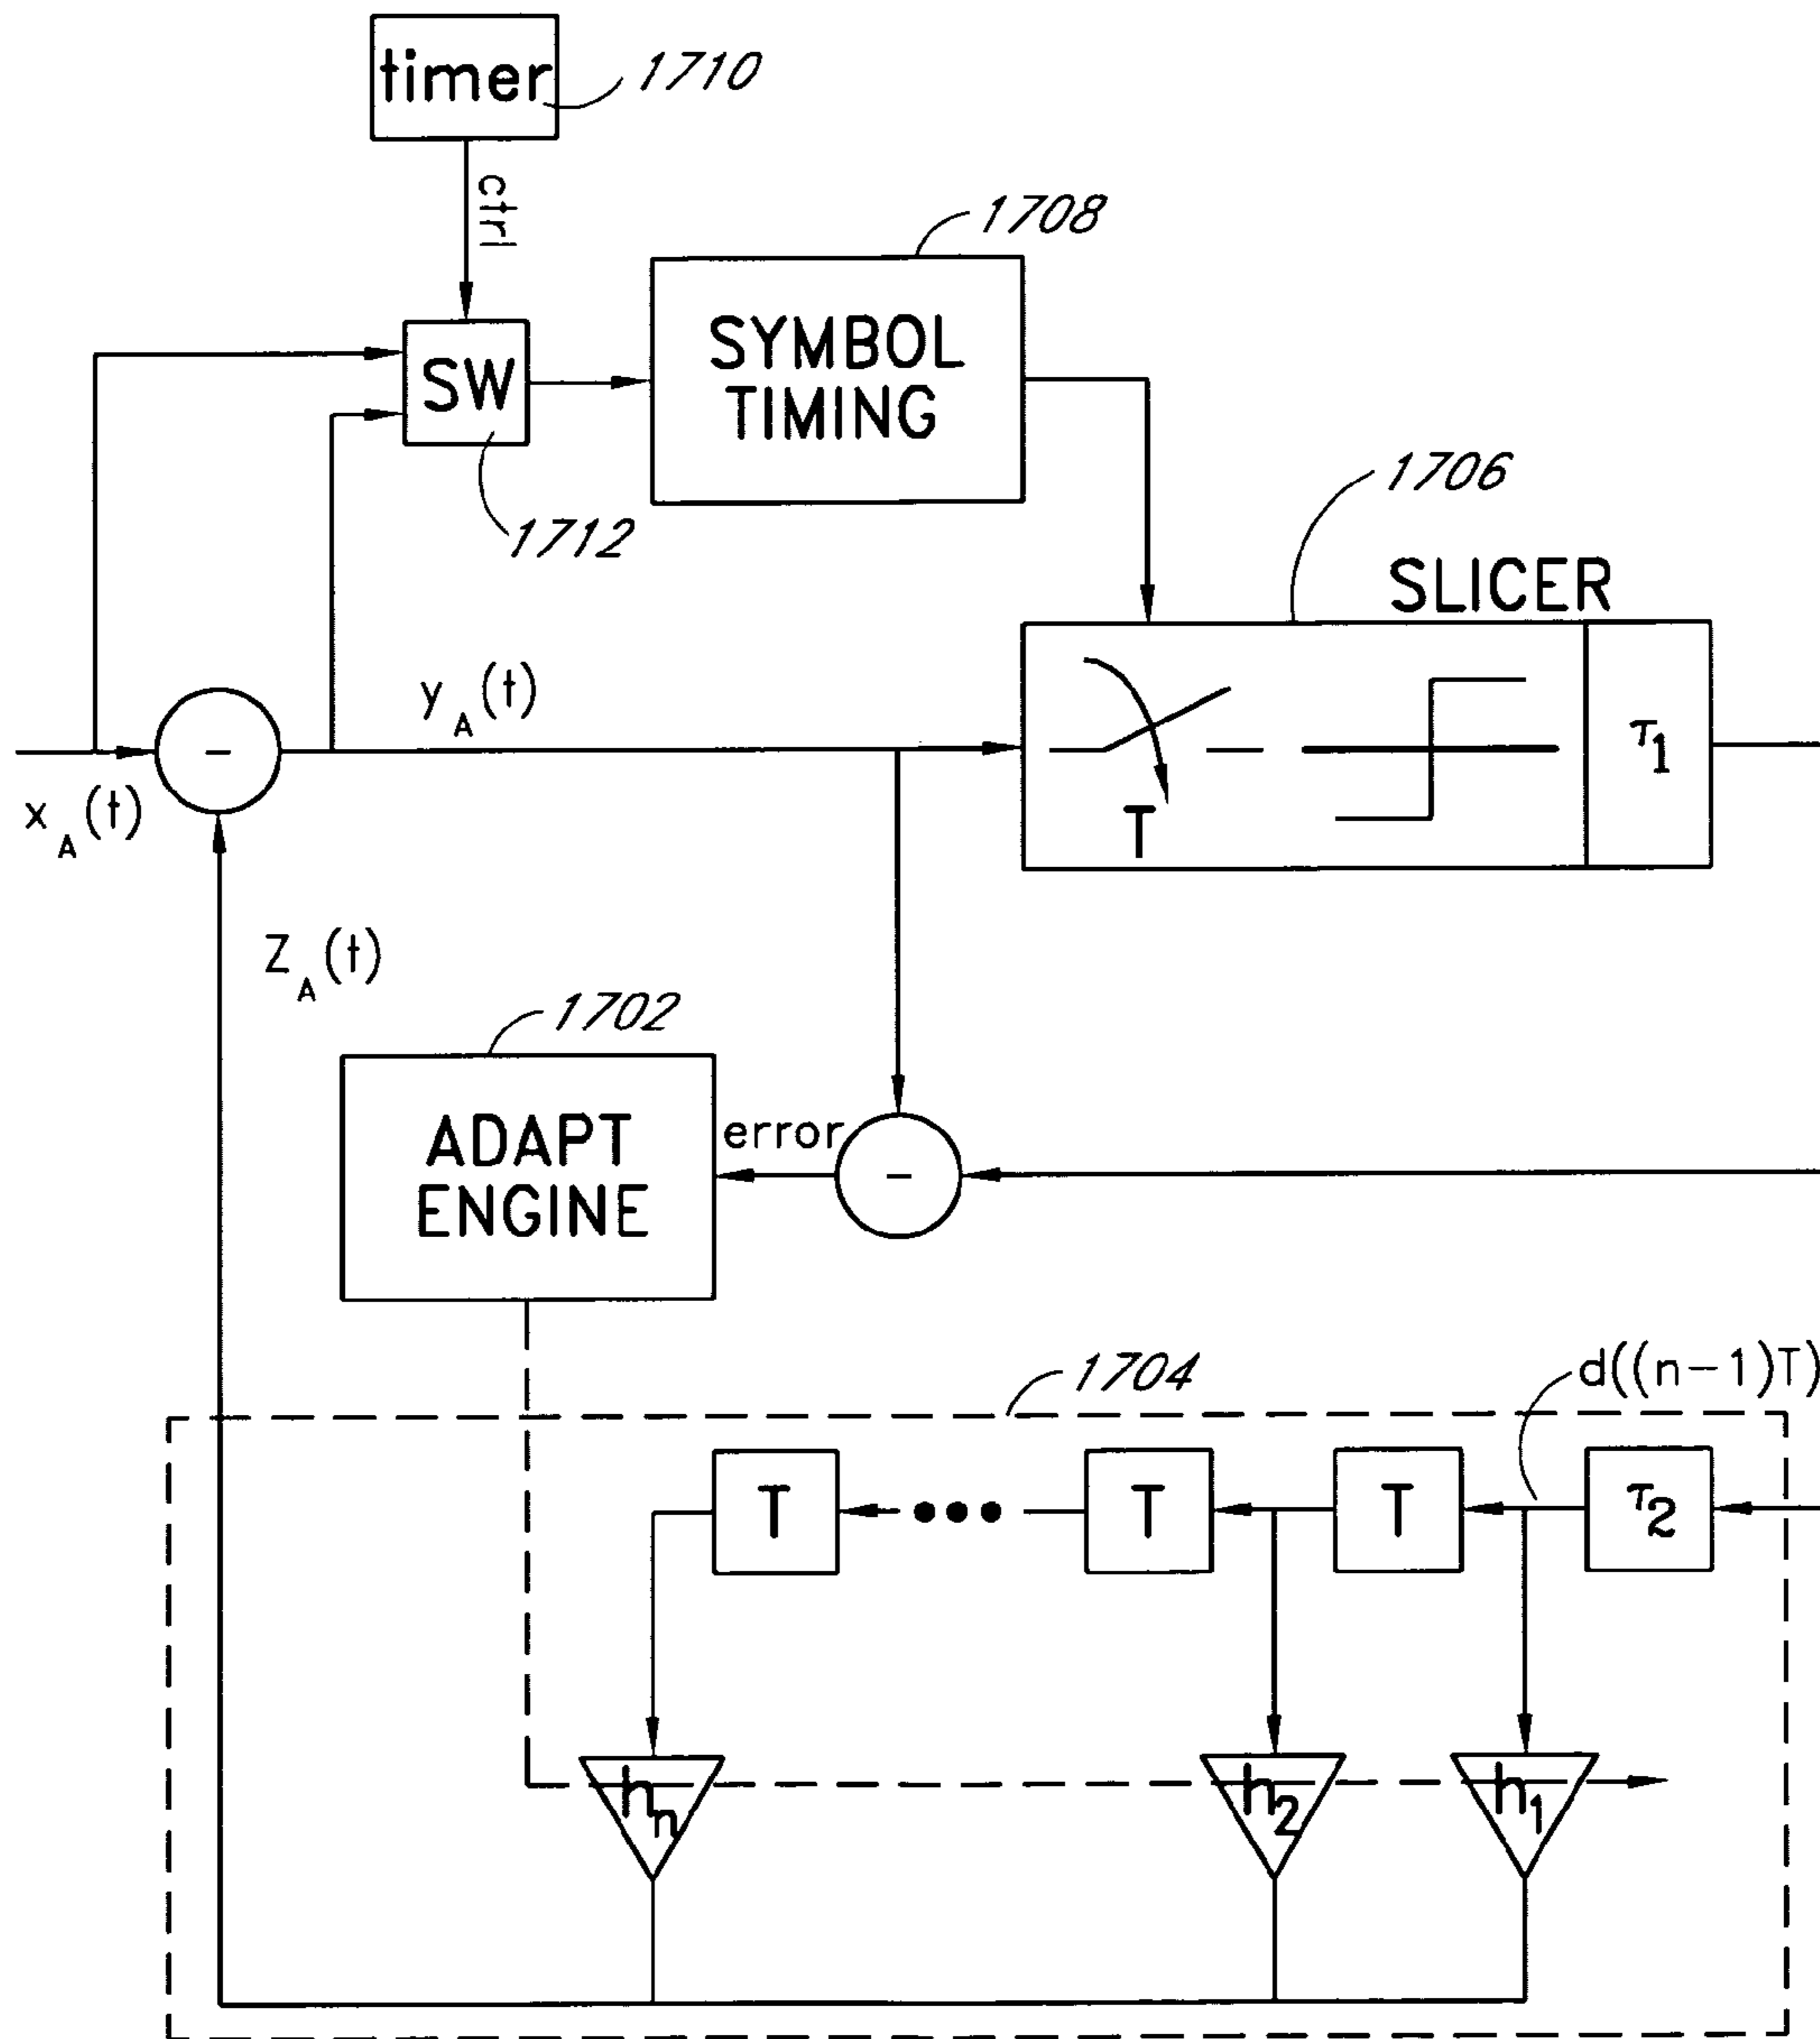 timer
1710
ctrl
1708
SYMBOL
TIMING
SW
1712
1706
SLICER
y_A(t)
x_A(t)
T
τ1
Z_A(t)
1702
ADAPT
ENGINE
error
-
-
1704
d((n-1)T)
T
•••
T
T
τ2
h_n
h_2
h_1